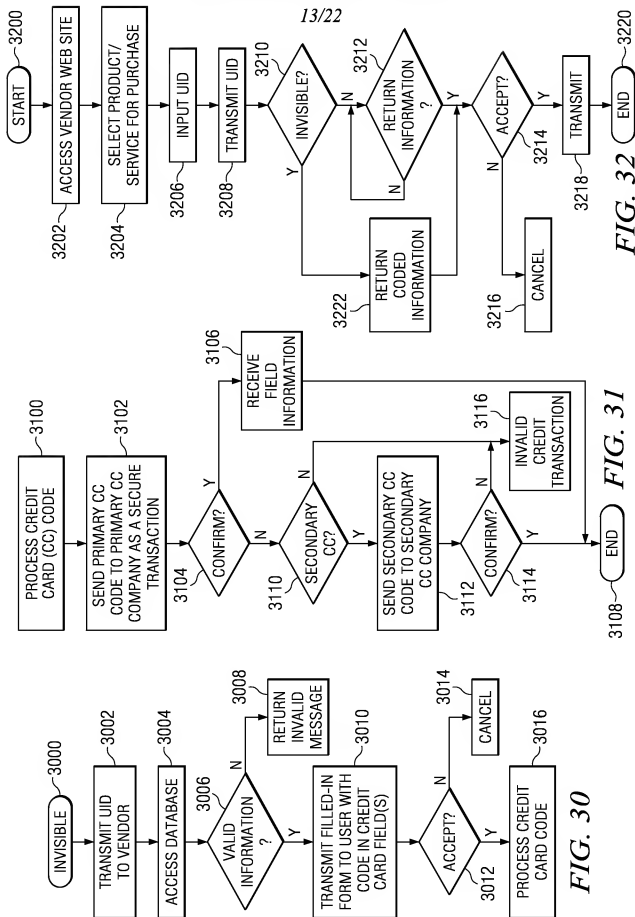 13/22
3000
INVISIBLE
3002
TRANSMIT UID
TO VENDOR
3004
ACCESS DATABASE
3006
VALID
INFORMATION
?
N
3008
RETURN
INVALID
MESSAGE
Y
3010
TRANSMIT FILLED-IN
FORM TO USER WITH
CODE IN CREDIT
CARD FIELD(S)
ACCEPT?
3012
N
3014
CANCEL
Y
3016
PROCESS CREDIT
CARD CODE
FIG. 30
3100
PROCESS CREDIT
CARD (CC) CODE
3102
SEND PRIMARY CC
CODE TO PRIMARY CC
COMPANY AS A SECURE
TRANSACTION
3104
CONFIRM?
Y
3106
RECEIVE
FIELD
INFORMATION
N
3110
SECONDARY
CC?
N
Y
SEND SECONDARY CC
CODE TO SECONDARY
CC COMPANY
3112
CONFIRM?
3114
N
3116
INVALID
CREDIT
TRANSACTION
Y
END
3108
FIG. 31
3200
START
ACCESS VENDOR WEB SITE
3202
SELECT PRODUCT/
SERVICE FOR PURCHASE
3204
INPUT UID
3206
TRANSMIT UID
3208
3210
INVISIBLE?
N
Y
3212
RETURN
INFORMATION
?
N
Y
3222
RETURN
CODED
INFORMATION
ACCEPT?
3214
N
Y
3216
CANCEL
TRANSMIT
3218
3220
END
FIG. 32